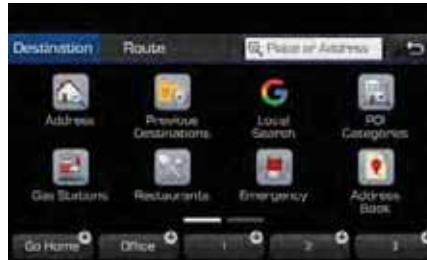 Destination Route Place or Address
Address Previous Destinations Local Search POI Categories
Gas Stations Restaurants Emergency Address Book
Go Home Office 1 2 3